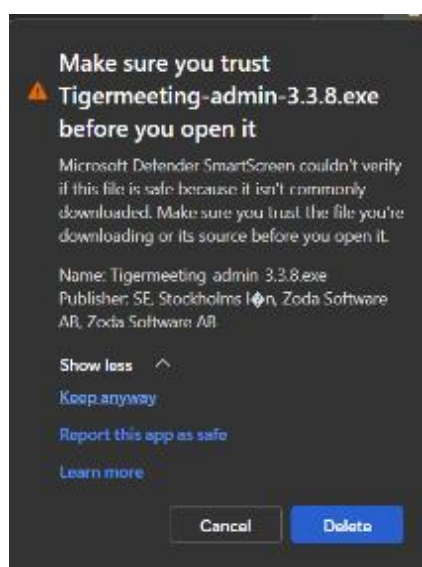 Make sure you trust
Tigermeeting-admin-3.3.8.exe
before you open it
Microsoft Defender SmartScreen couldn't verify
if this file is safe because it isn't commonly
downloaded. Make sure you trust the file you're
downloading or its source before you open it.
Name: Tigermeeting-admin-3.3.8.exe
Publisher: SE, Stockholms l�n, Zoda Software
AB, Zoda Software AB
Show less
Keep anyway
Report this app as safe
Learn more
Cancel
Delete